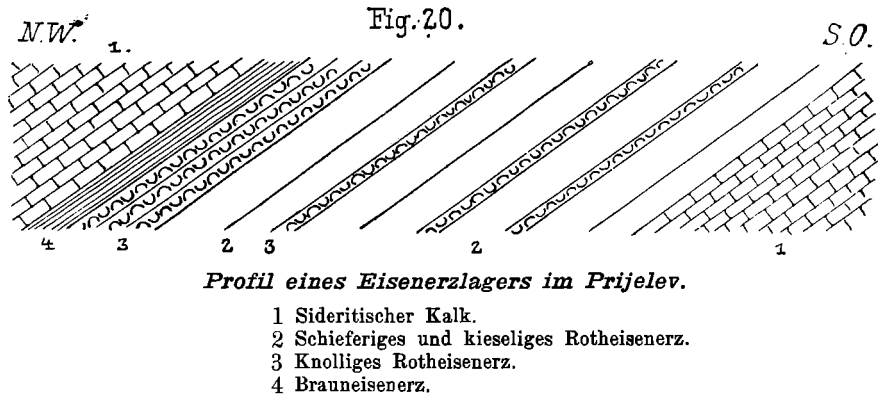 Fig. 20.
N.W. S.O.
1.
4 3 2 3 2 1
Profil eines Eisenerzlagers im Prijelev.
1 Sideritischer Kalk.
2 Schieferiges und kieseliges Rotheisenerz.
3 Knolliges Rotheisenerz.
4 Brauneisenerz.